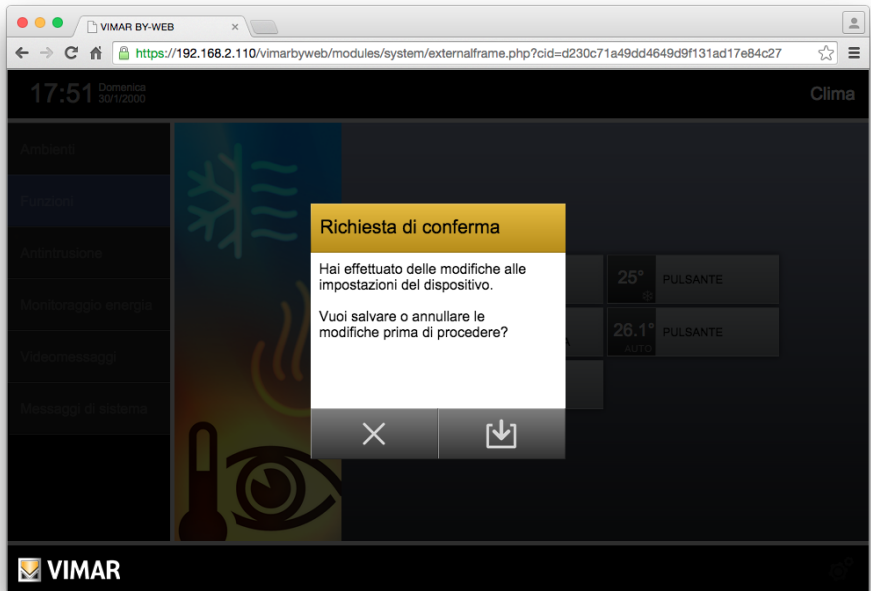 VIMAR BY-WEB
https://192.168.2.110/vimarbyweb/modules/system/externalframe.php?cid=d230c71a49dd4649d9f131ad17e84c27
17:51 Domenica
30/1/2000
Clima
Ambienti
Funzioni
Antintrusione
Monitoraggio energia
Videomessaggi
Messaggi di sistema
Richiesta di conferma
Hai effettuato delle modifiche alle
impostazioni del dispositivo.
Vuoi salvare o annullare le
modifiche prima di procedere?
25° PULSANTE
26.1° PULSANTE
AUTO
VIMAR